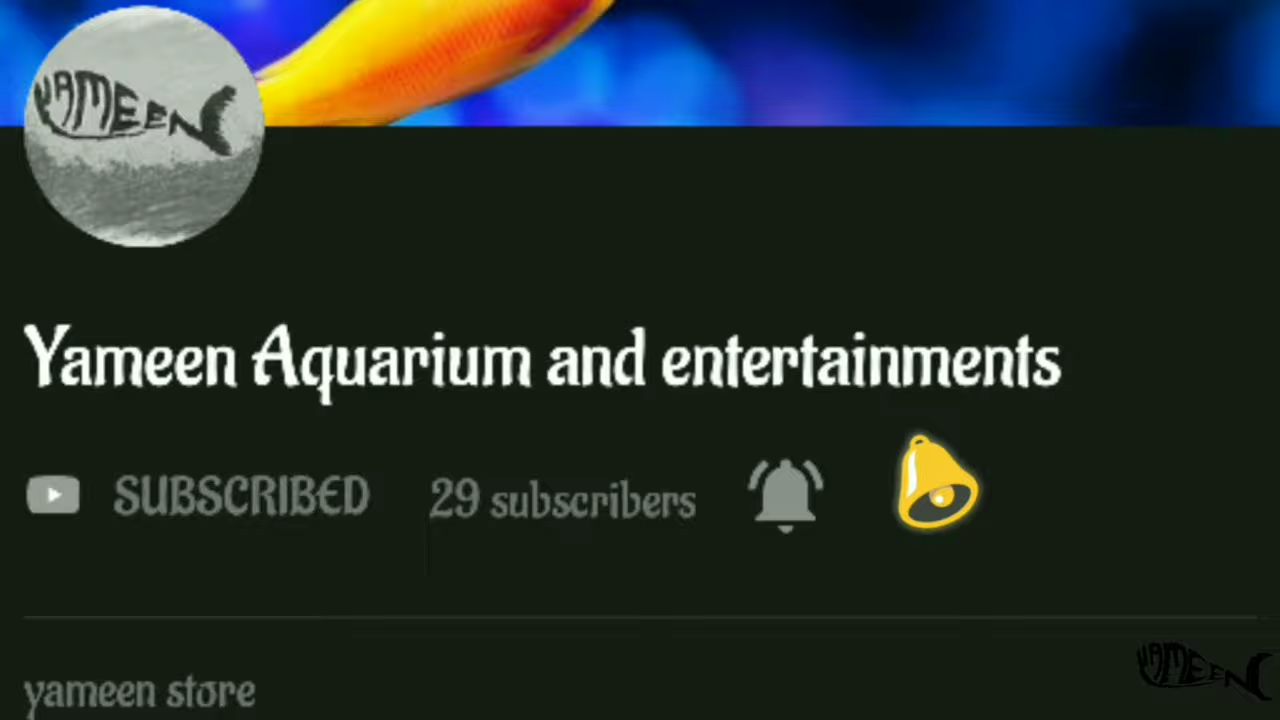 YAMEEN
Yameen Aquarium and entertainments
SUBSCRIBED 29 subscribers
yameen store
YAMEEN